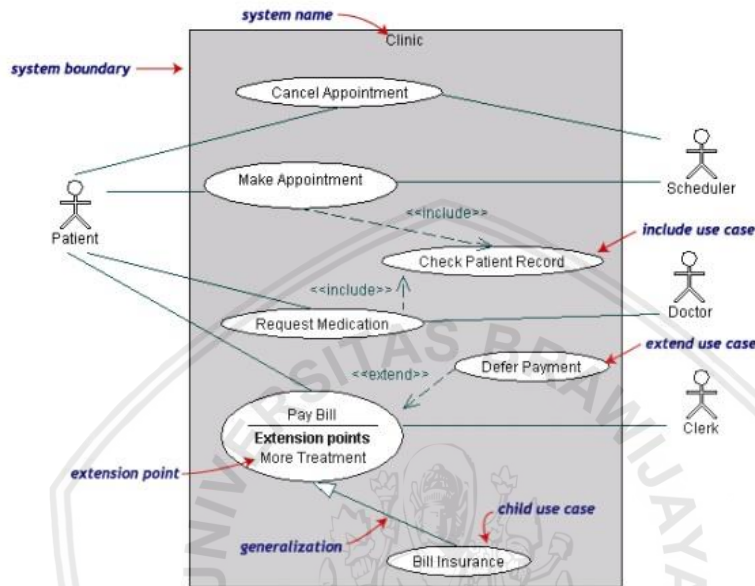 system name
Clinic
system boundary
Cancel Appointment
Scheduler
Make Appointment
<<include>>
Patient
include use case
Check Patient Record
<<include>>
Doctor
Request Medication
extend use case
<<extend>>
Defer Payment
Pay Bill
Clerk
Extension points
More Treatment
extension point
child use case
generalization
Bill Insurance
UNIVERSITAS BRAWIJAYA